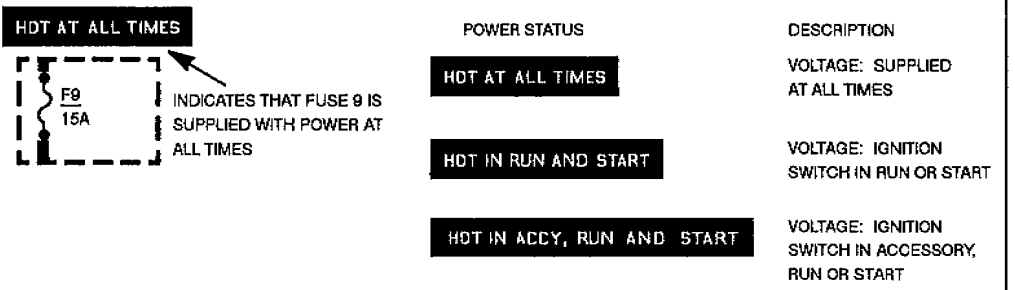 HOT AT ALL TIMES
F9
15A
INDICATES THAT FUSE 9 IS
SUPPLIED WITH POWER AT
ALL TIMES
POWER STATUS
DESCRIPTION
HOT AT ALL TIMES
VOLTAGE: SUPPLIED
AT ALL TIMES
HOT IN RUN AND START
VOLTAGE: IGNITION
SWITCH IN RUN OR START
HOT IN ACCY, RUN AND START
VOLTAGE: IGNITION
SWITCH IN ACCESSORY,
RUN OR START